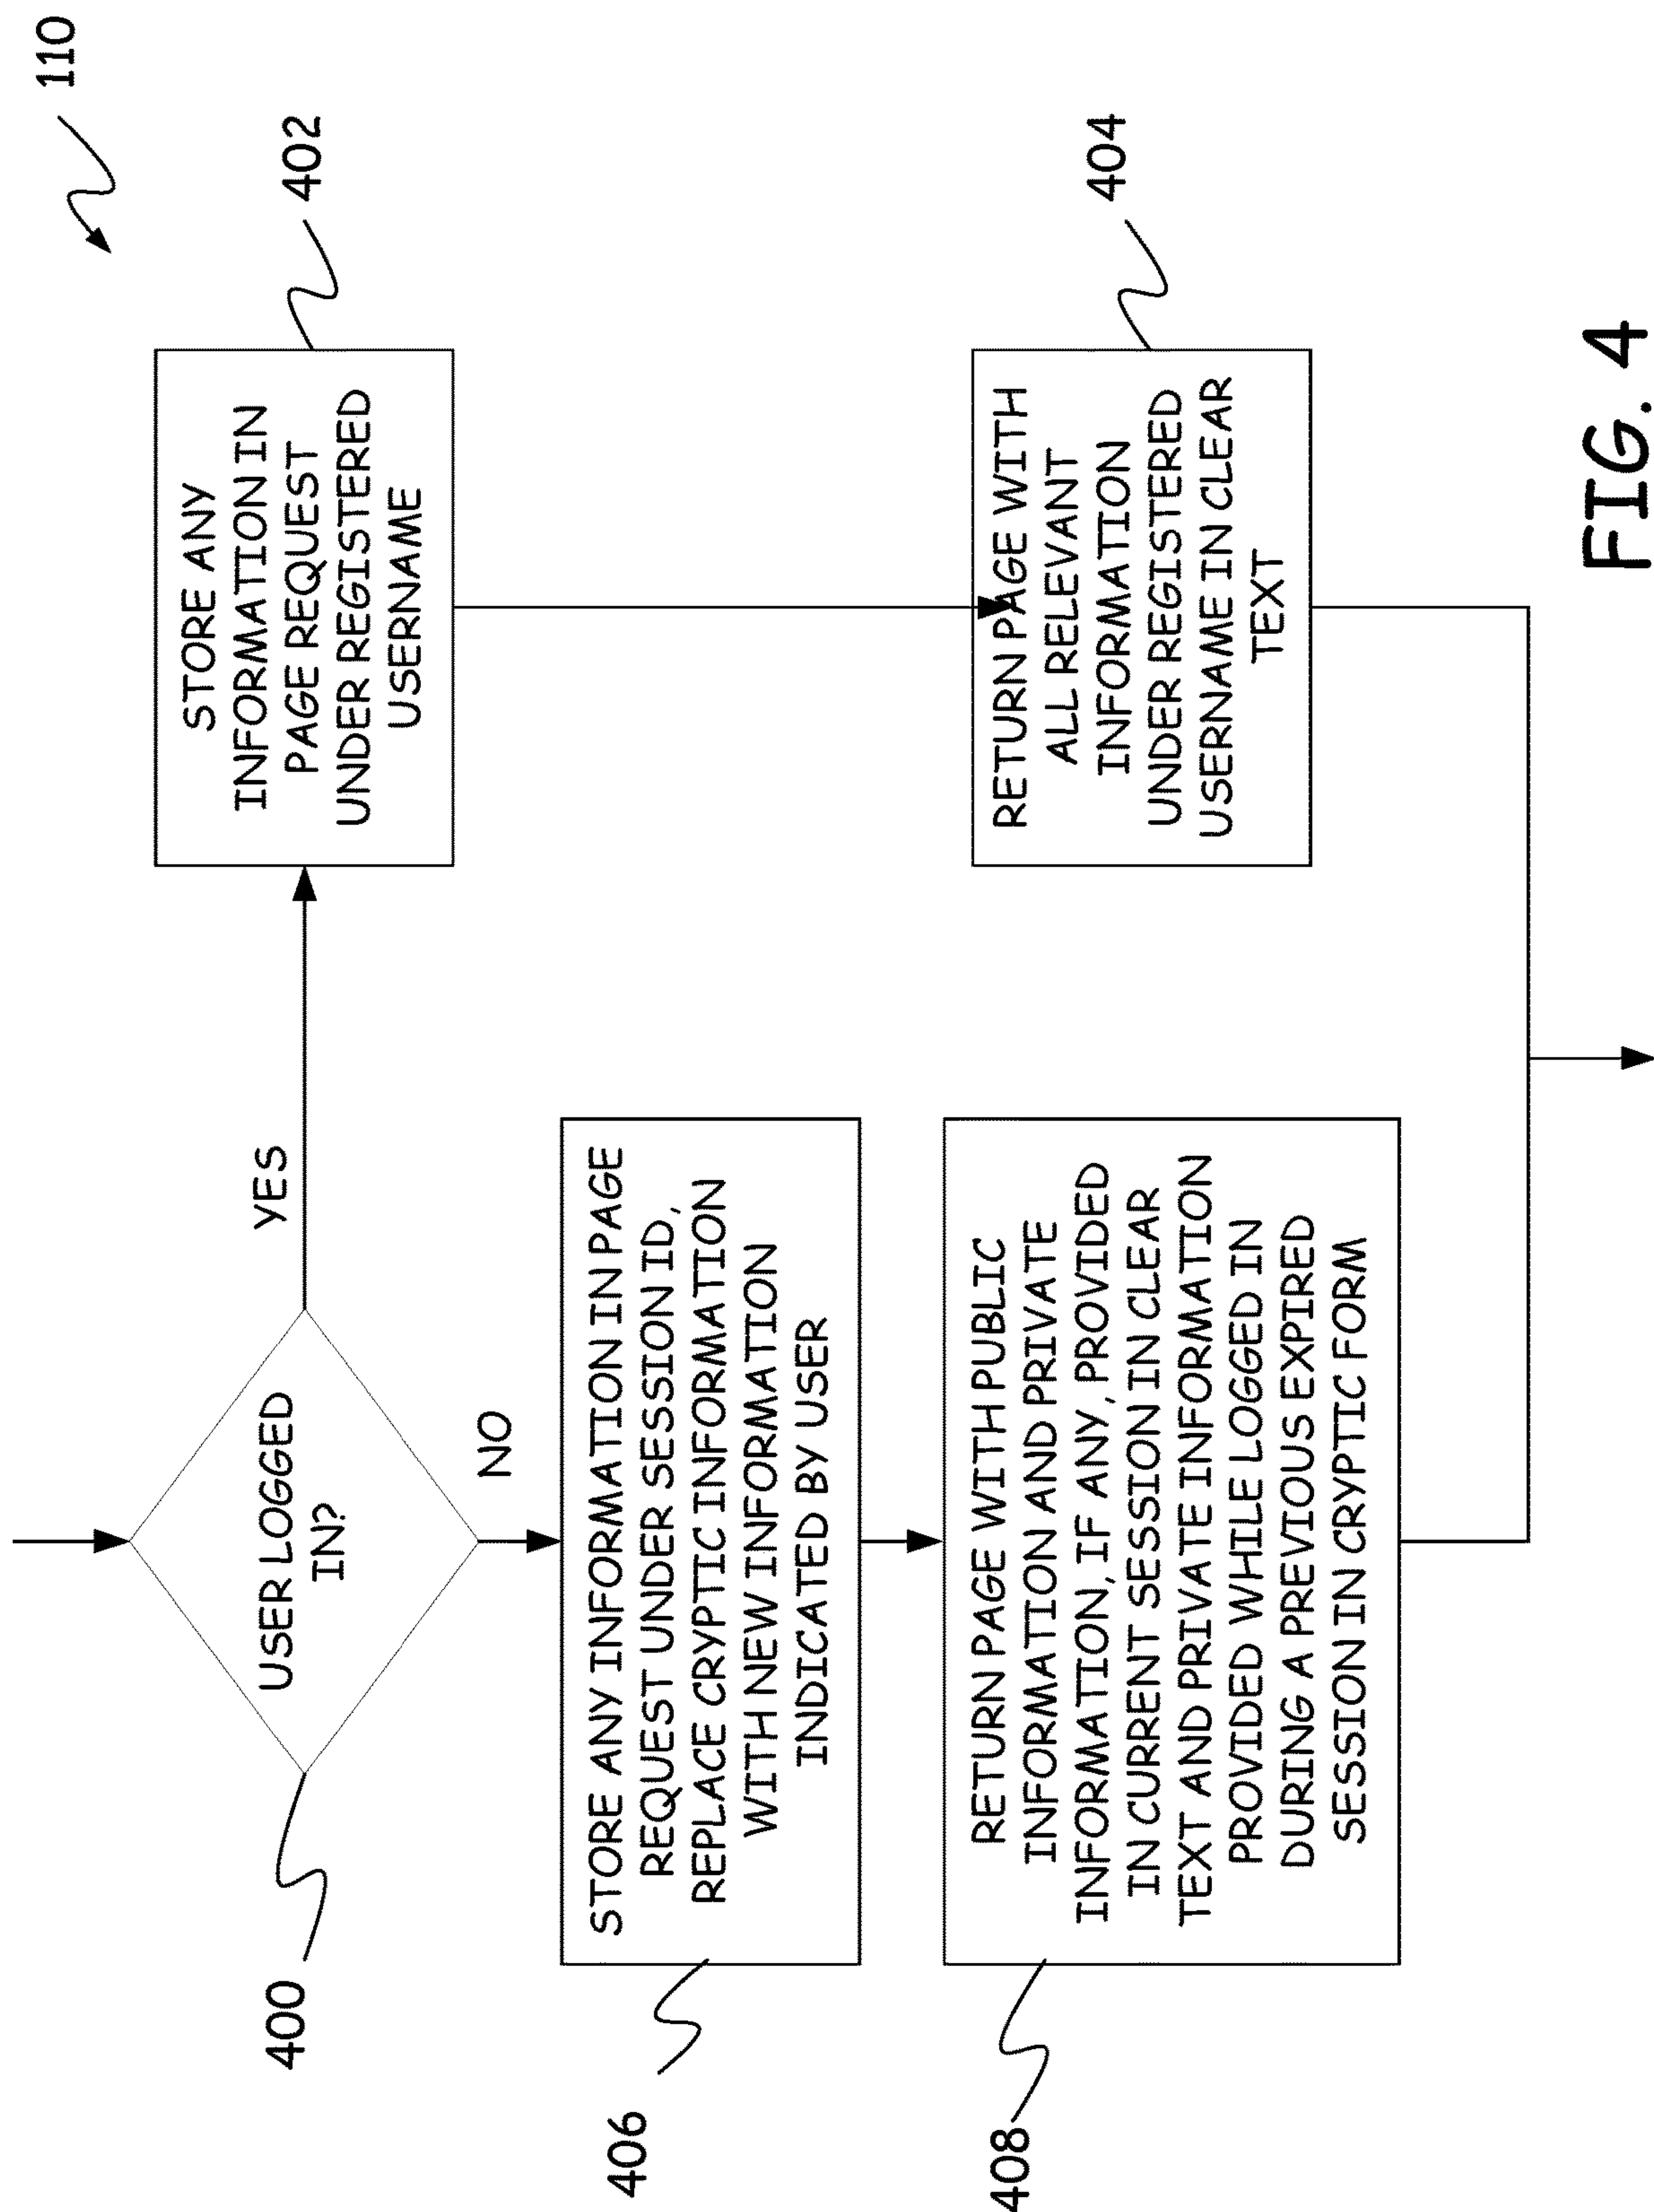 110
USER LOGGED
IN?
400
YES
STORE ANY
INFORMATION IN
PAGE REQUEST
UNDER REGISTERED
USERNAME
402
NO
STORE ANY INFORMATION IN PAGE
REQUEST UNDER SESSION ID,
REPLACE CRYPTIC INFORMATION
WITH NEW INFORMATION
INDICATED BY USER
406
RETURN PAGE WITH PUBLIC
INFORMATION AND PRIVATE
INFORMATION, IF ANY, PROVIDED
IN CURRENT SESSION IN CLEAR
TEXT AND PRIVATE INFORMATION
PROVIDED WHILE LOGGED IN
DURING A PREVIOUS EXPIRED
SESSION IN CRYPTIC FORM
408
RETURN PAGE WITH
ALL RELEVANT
INFORMATION
UNDER REGISTERED
USERNAME IN CLEAR
TEXT
404
FIG. 4